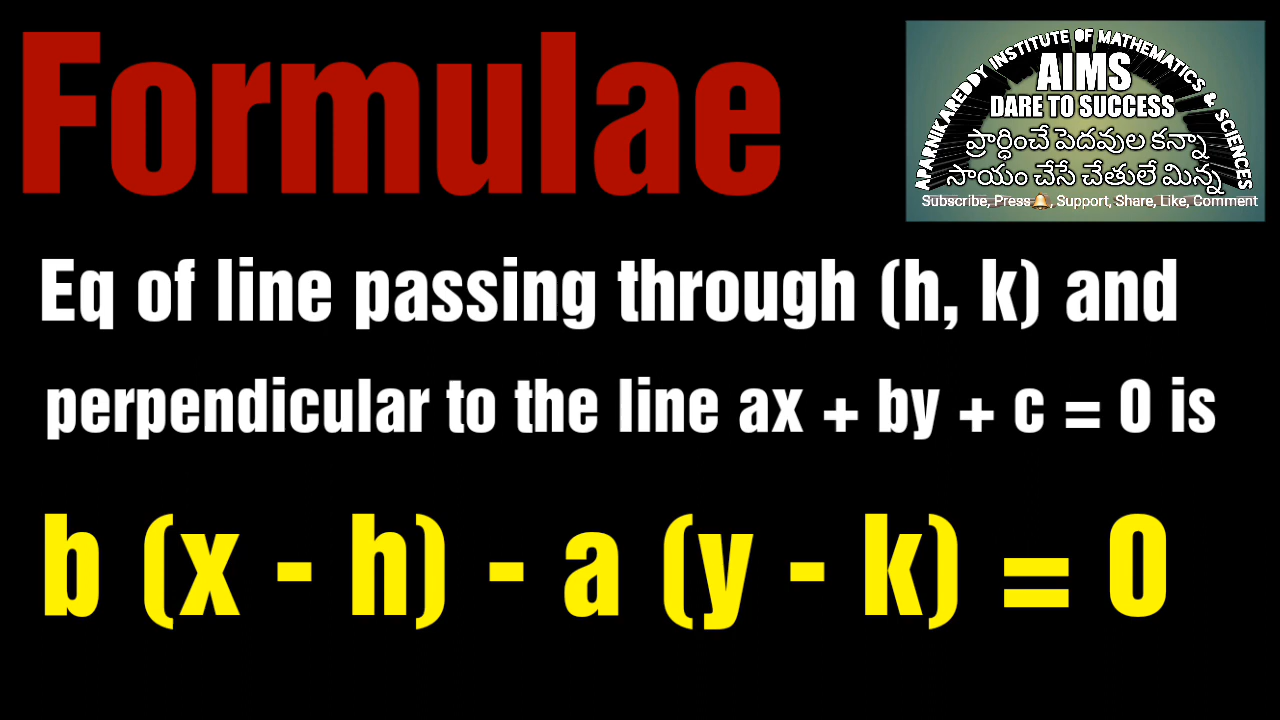 Formulae
APARNIKAREDDY INSTITUTE OF MATHEMATICS & SCIENCES
AIMS
DARE TO SUCCESS
ప్రార్ధించే పెదవుల కన్నా
సాయం చేసే చేతులే మిన్న
Subscribe, Press🔔, Support, Share, Like, Comment
Eq of line passing through (h, k) and
perpendicular to the line ax + by + c = 0 is
b (x - h) - a (y - k) = 0